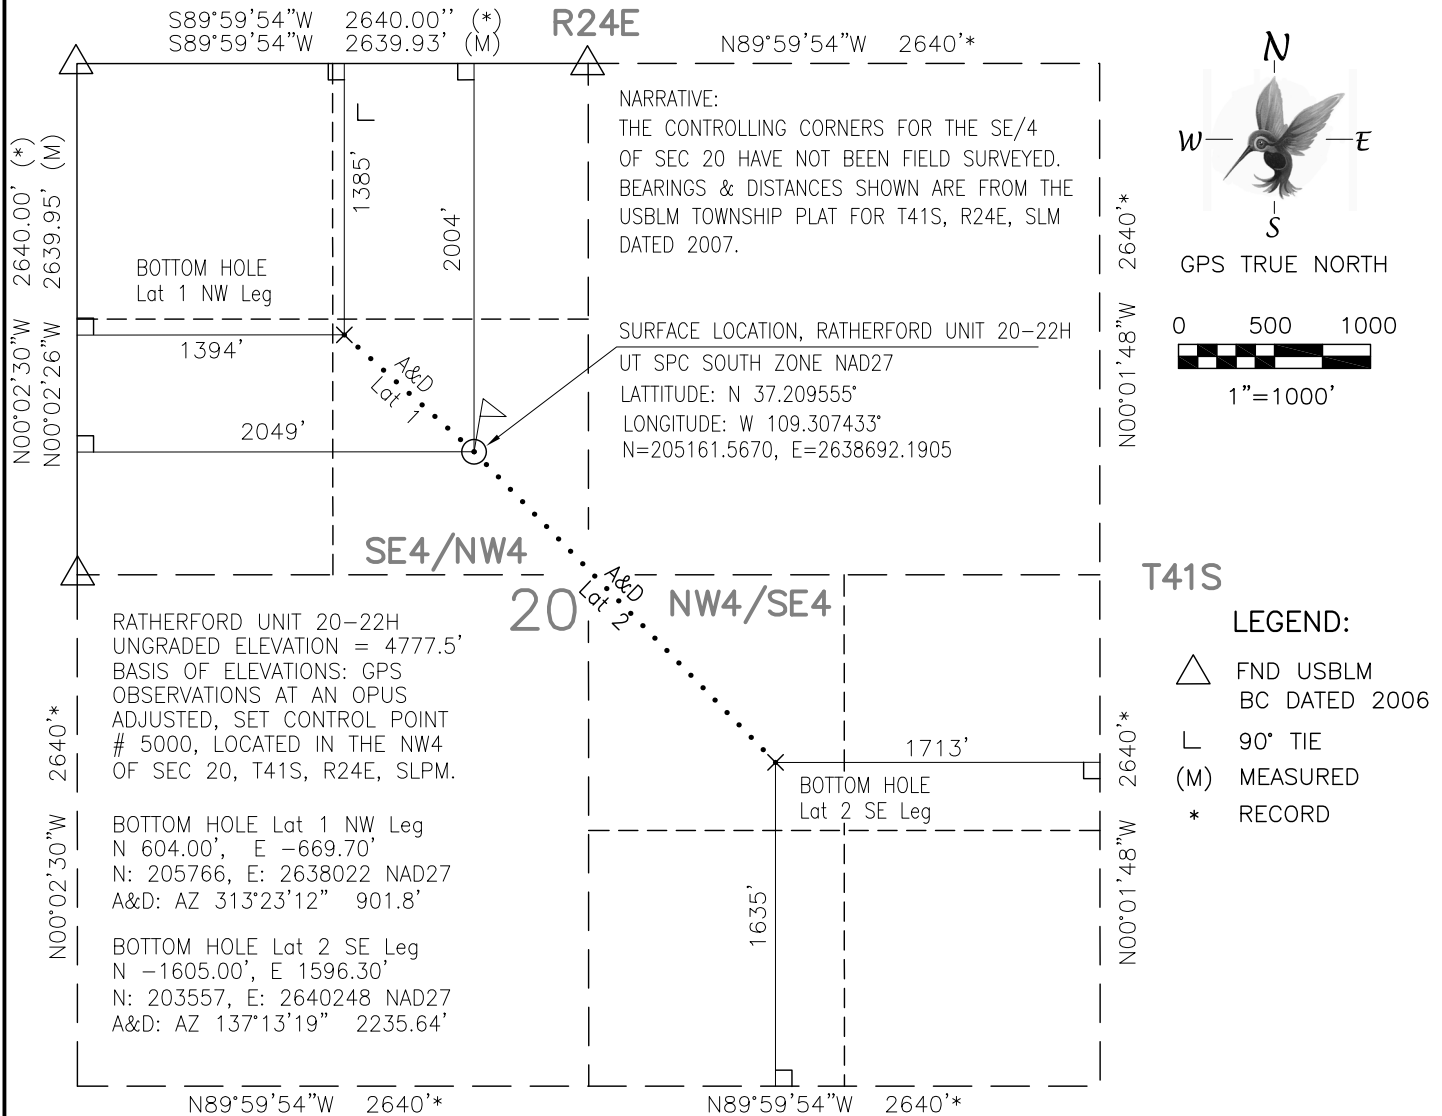 S89°59'54"W 2640.00'' (*)
S89°59'54"W 2639.93' (M)
R24E
N89°59'54"W 2640'*
N00°02'30"W 2640.00' (*)
N00°02'26"W 2639.95' (M)
1385'
2004'
BOTTOM HOLE
Lat 1 NW Leg
1394'
2049'
A&D
Lat 1
NARRATIVE:
THE CONTROLLING CORNERS FOR THE SE/4
OF SEC 20 HAVE NOT BEEN FIELD SURVEYED.
BEARINGS & DISTANCES SHOWN ARE FROM THE
USBLM TOWNSHIP PLAT FOR T41S, R24E, SLM
DATED 2007.
SURFACE LOCATION, RATHERFORD UNIT 20-22H
UT SPC SOUTH ZONE NAD27
LATTITUDE: N 37.209555°
LONGITUDE: W 109.307433°
N=205161.5670, E=2638692.1905
N00°01'48"W 2640'*
N
W
E
S
GPS TRUE NORTH
0 500 1000
1"=1000'
SE4/NW4
20
A&D
Lat 2
NW4/SE4
T41S
RATHERFORD UNIT 20-22H
UNGRADED ELEVATION = 4777.5'
BASIS OF ELEVATIONS: GPS
OBSERVATIONS AT AN OPUS
ADJUSTED, SET CONTROL POINT
# 5000, LOCATED IN THE NW4
OF SEC 20, T41S, R24E, SLPM.
BOTTOM HOLE Lat 1 NW Leg
N 604.00', E -669.70'
N: 205766, E: 2638022 NAD27
A&D: AZ 313°23'12" 901.8'
BOTTOM HOLE Lat 2 SE Leg
N -1605.00', E 1596.30'
N: 203557, E: 2640248 NAD27
A&D: AZ 137°13'19" 2235.64'
N00°02'30"W 2640'*
1713'
BOTTOM HOLE
Lat 2 SE Leg
1635'
N00°01'48"W 2640'*
LEGEND:
FND USBLM
BC DATED 2006
90° TIE
(M) MEASURED
* RECORD
N89°59'54"W 2640'*
N89°59'54"W 2640'*